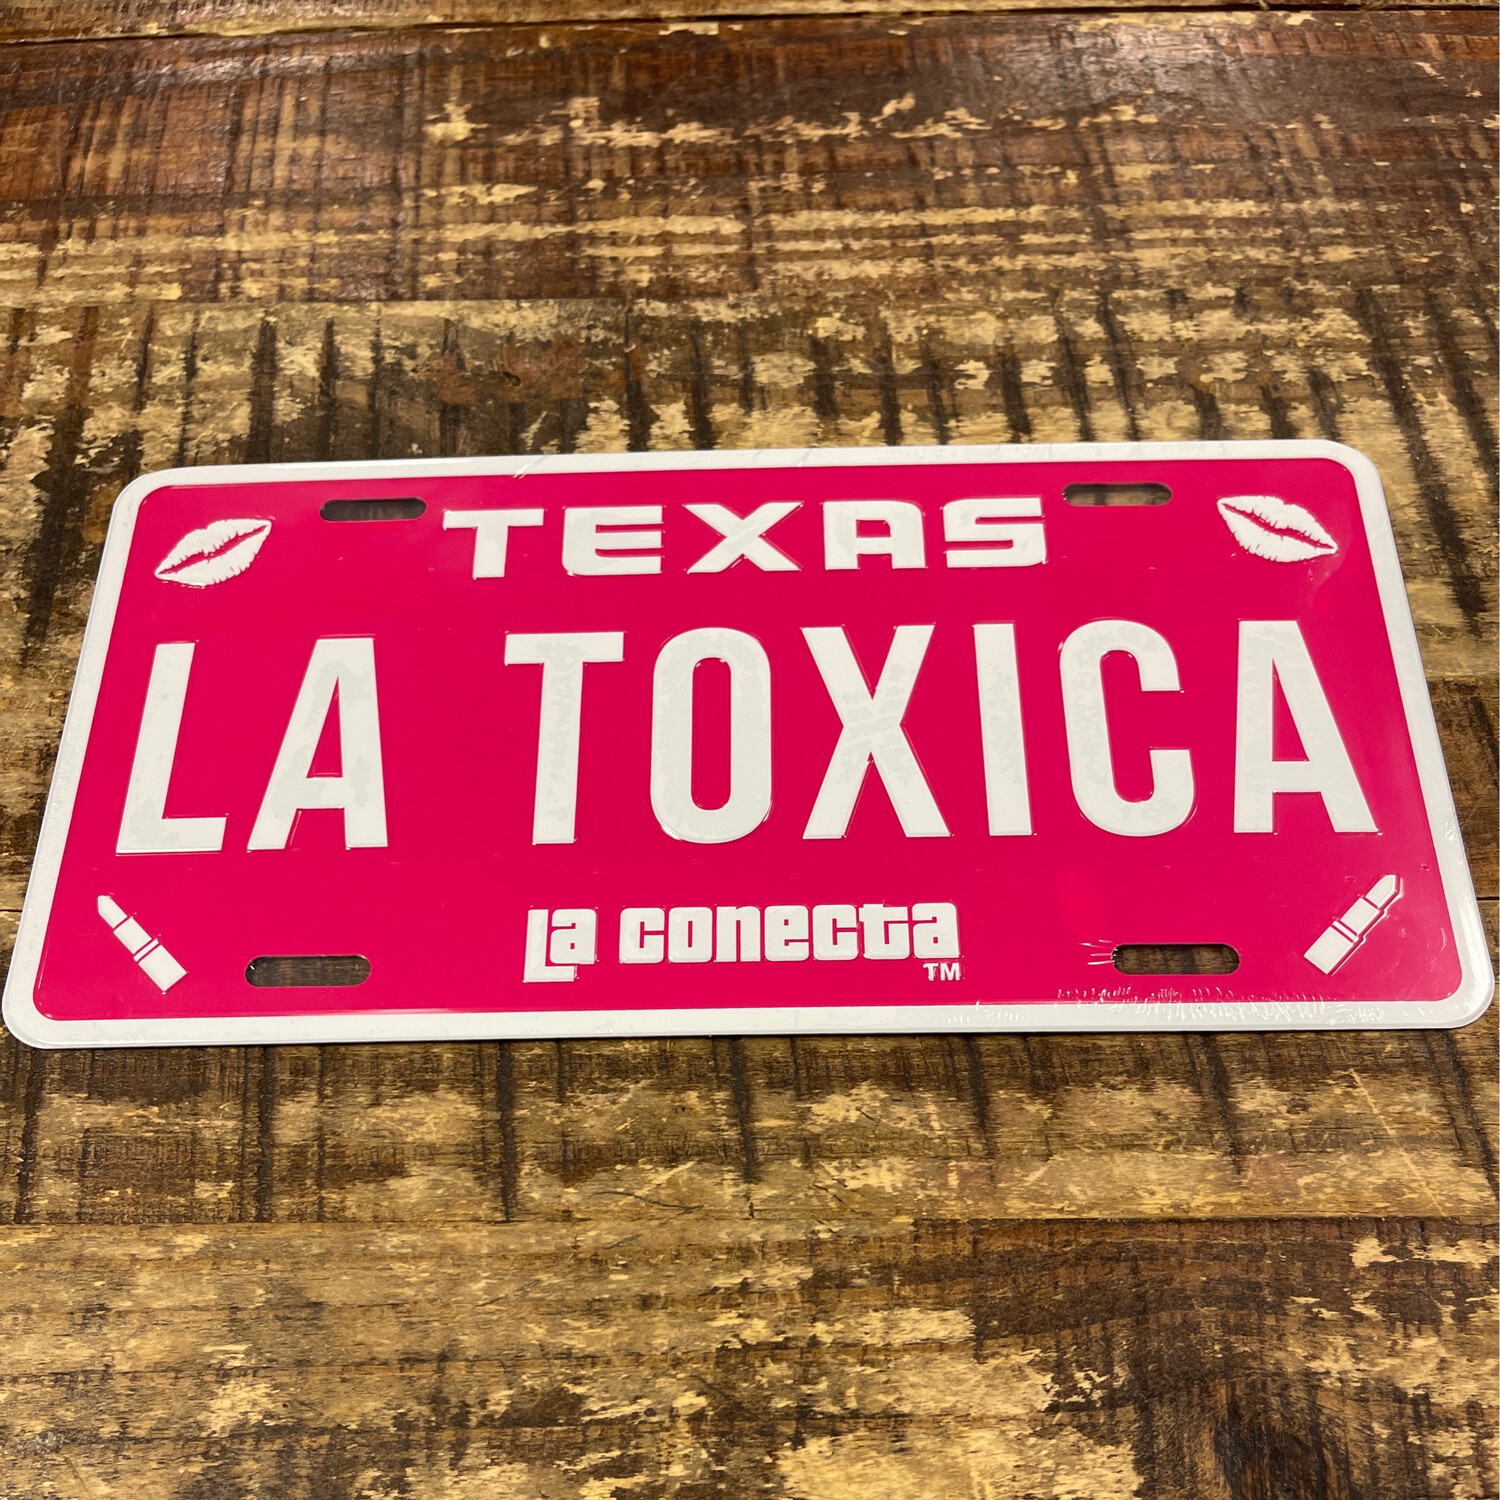 TEXAS
LA TOXICA
La conecta
TM